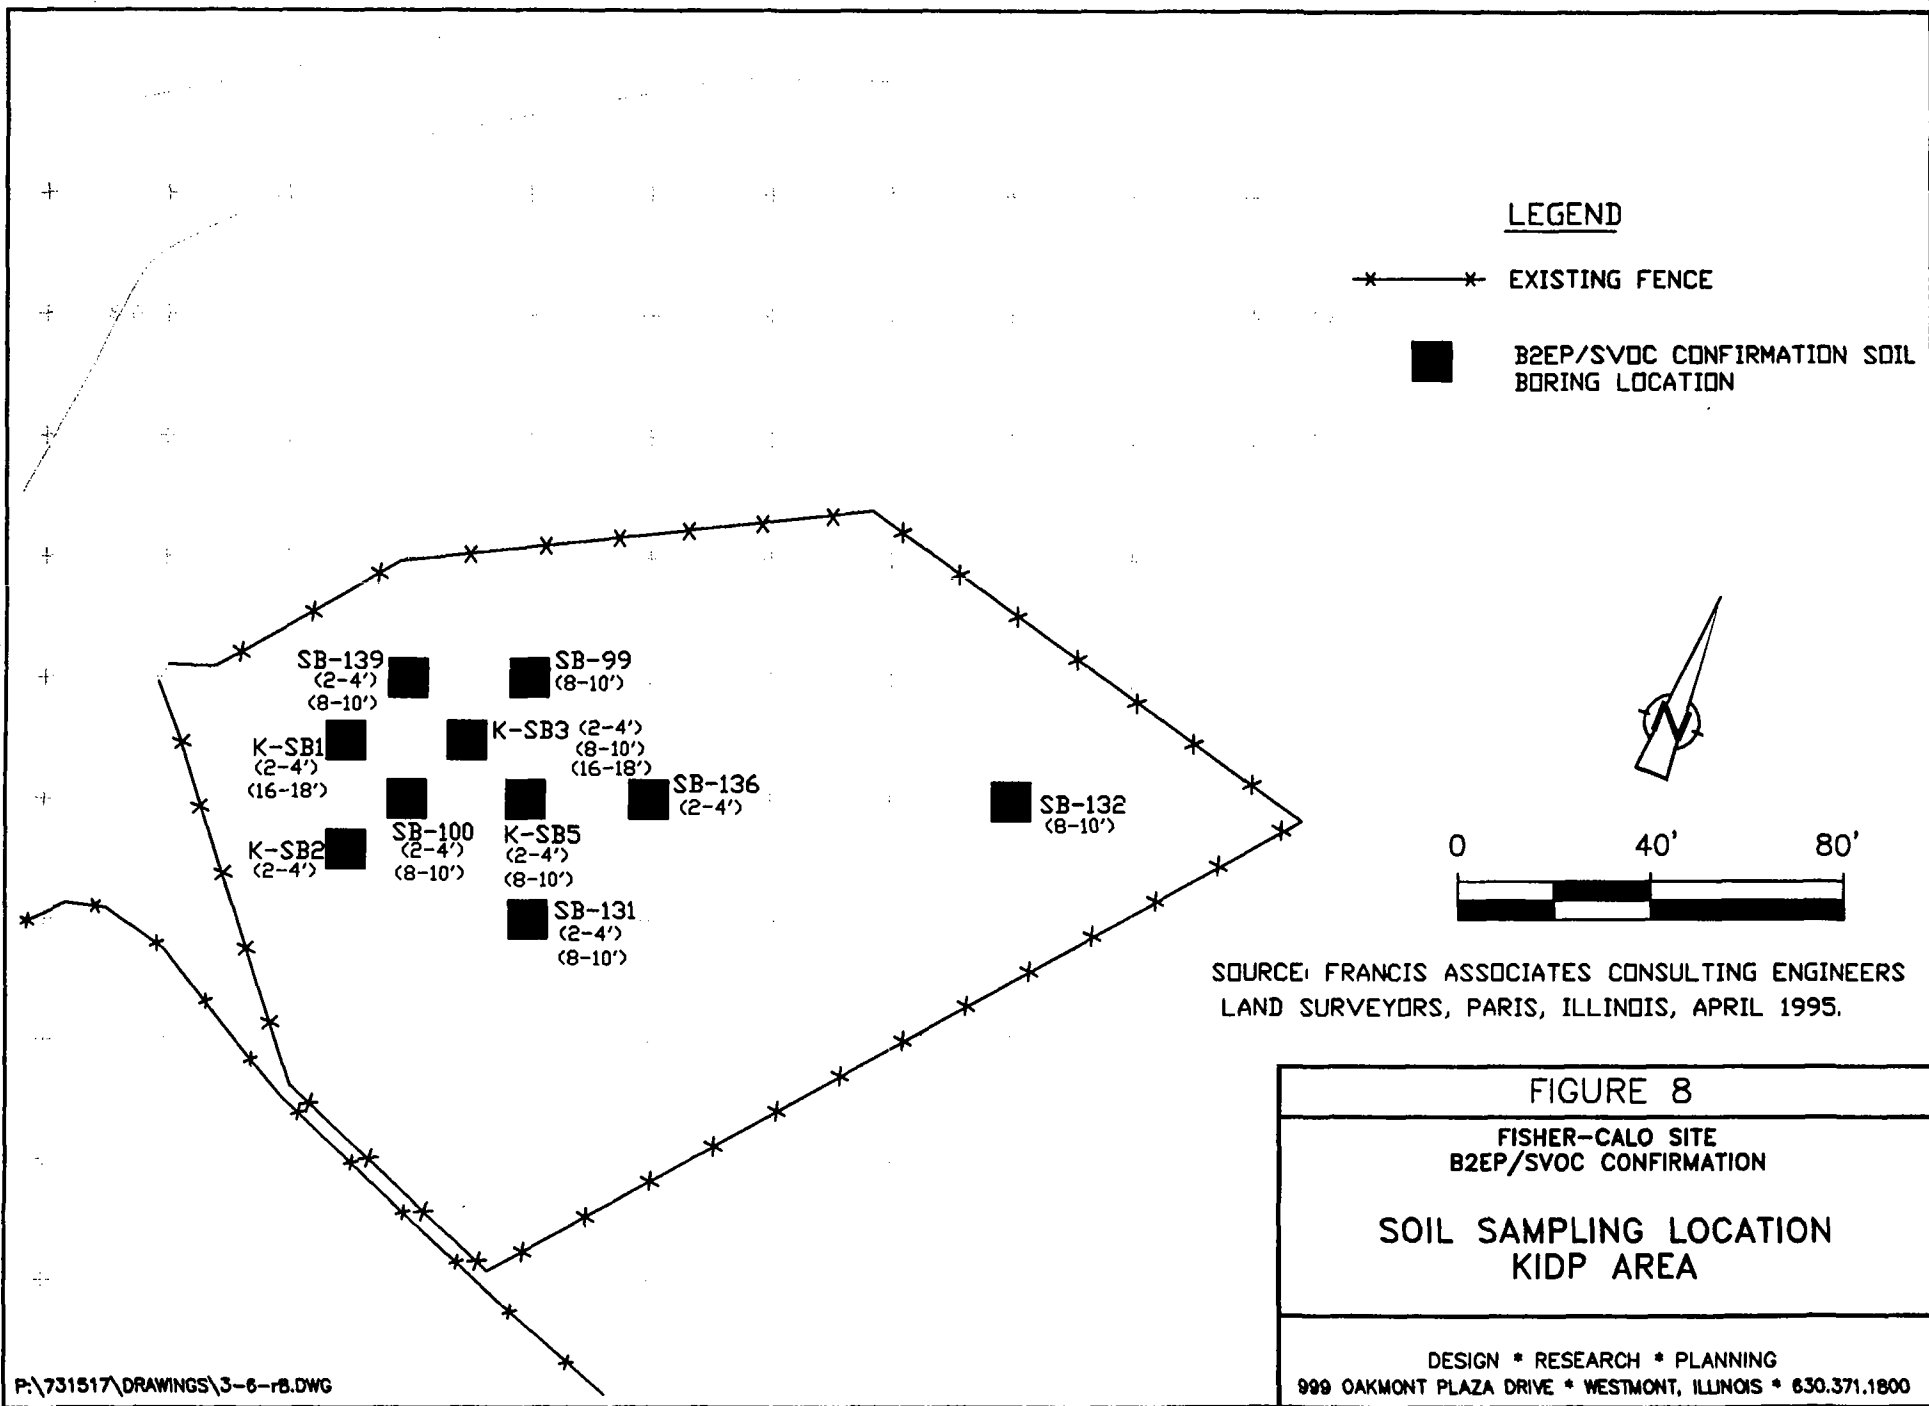 LEGEND
EXISTING FENCE
B2EP/SVOC CONFIRMATION SOIL
BORING LOCATION
SB-139
(2-4')
(8-10')
SB-99
(8-10')
K-SB1
(2-4')
(16-18')
K-SB3 (2-4')
(8-10')
(16-18')
SB-136
(2-4')
SB-132
(8-10')
K-SB2
(2-4')
SB-100
(2-4')
(8-10')
K-SB5
(2-4')
(8-10')
SB-131
(2-4')
(8-10')
N
0 40' 80'
SOURCE: FRANCIS ASSOCIATES CONSULTING ENGINEERS
LAND SURVEYORS, PARIS, ILLINOIS, APRIL 1995.
FIGURE 8
FISHER-CALO SITE
B2EP/SVOC CONFIRMATION
SOIL SAMPLING LOCATION
KIDP AREA
DESIGN * RESEARCH * PLANNING
999 OAKMONT PLAZA DRIVE * WESTMONT, ILLINOIS * 630.371.1800
P:\731517\DRAWINGS\3-6-r8.DWG